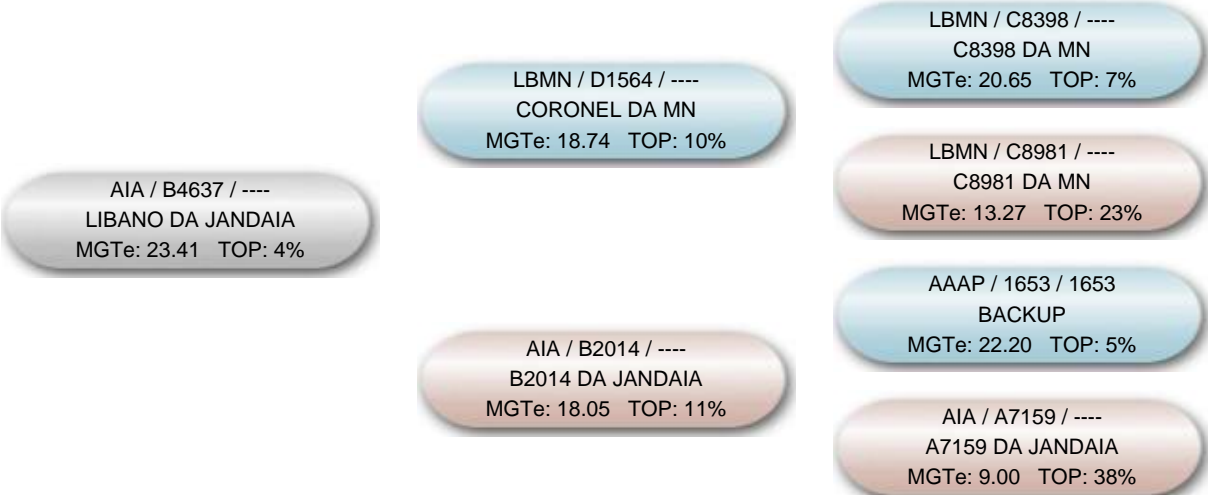 LBMN / C8398 / ----
C8398 DA MN
MGTe: 20.65 TOP: 7%
LBMN / D1564 / ----
CORONEL DA MN
MGTe: 18.74 TOP: 10%
LBMN / C8981 / ----
C8981 DA MN
MGTe: 13.27 TOP: 23%
AIA / B4637 / ----
LIBANO DA JANDAIA
MGTe: 23.41 TOP: 4%
AAAP / 1653 / 1653
BACKUP
MGTe: 22.20 TOP: 5%
AIA / B2014 / ----
B2014 DA JANDAIA
MGTe: 18.05 TOP: 11%
AIA / A7159 / ----
A7159 DA JANDAIA
MGTe: 9.00 TOP: 38%